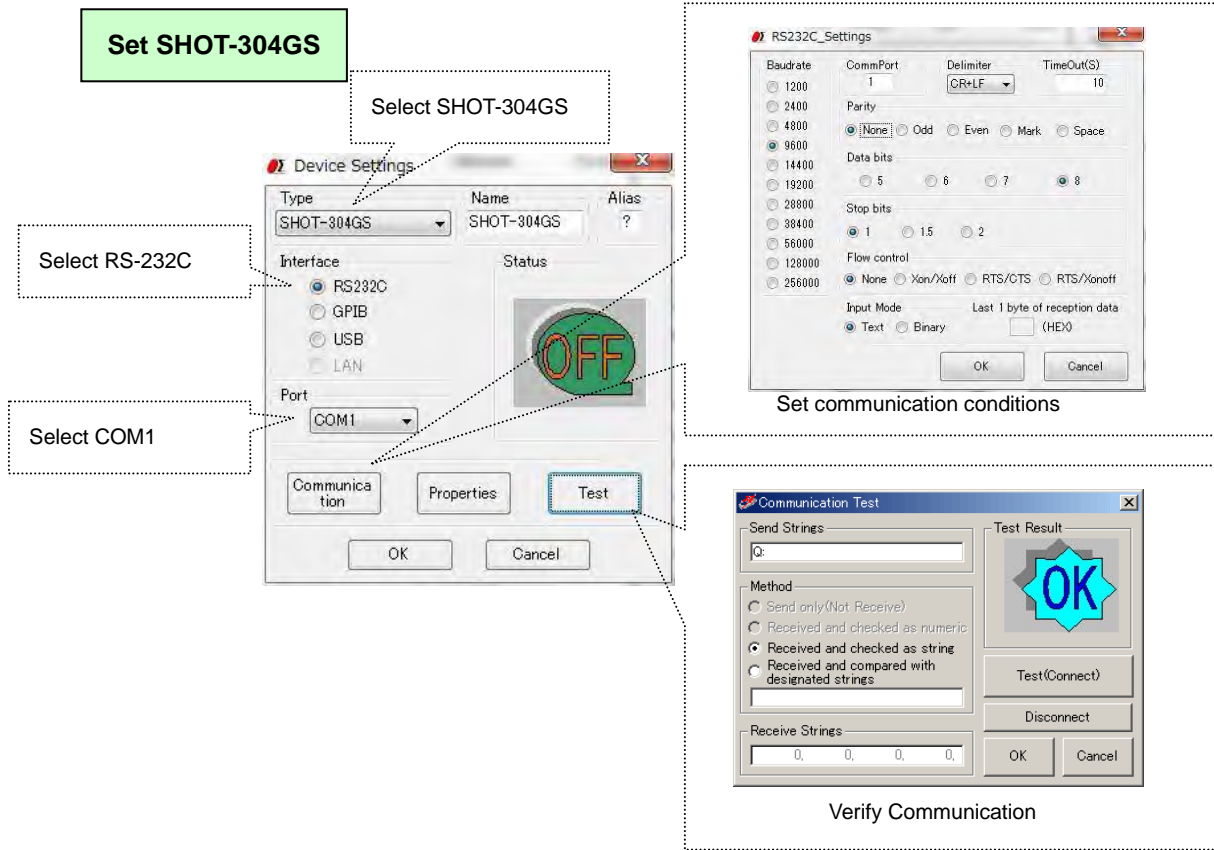 Set SHOT-304GS
Select SHOT-304GS
Device Settings
Type
Name
Alias
SHOT-304GS
SHOT-304GS
?
Select RS-232C
Interface
Status
RS232C
GPIB
USB
LAN
OFF
Port
COM1
Select COM1
Communica
tion
Properties
Test
OK
Cancel
RS232C_Settings
Baudrate
CommPort
Delimiter
TimeOut(S)
1
CR+LF
10
1200
2400
4800
9600
14400
19200
28800
38400
56000
128000
256000
Parity
None Odd Even Mark Space
Data bits
5 6 7 8
Stop bits
1 1.5 2
Flow control
None Xon/Xoff RTS/CTS RTS/Xonoff
Input Mode
Last 1 byte of reception data
Text Binary
(HEX)
OK
Cancel
Set communication conditions
Communication Test
Send Strings
Q:
Method
Send only(Not Receive)
Received and checked as numeric
Received and checked as string
Received and compared with
designated strings
Receive Strings
0, 0, 0, 0,
Test Result
OK
Test(Connect)
Disconnect
OK
Cancel
Verify Communication